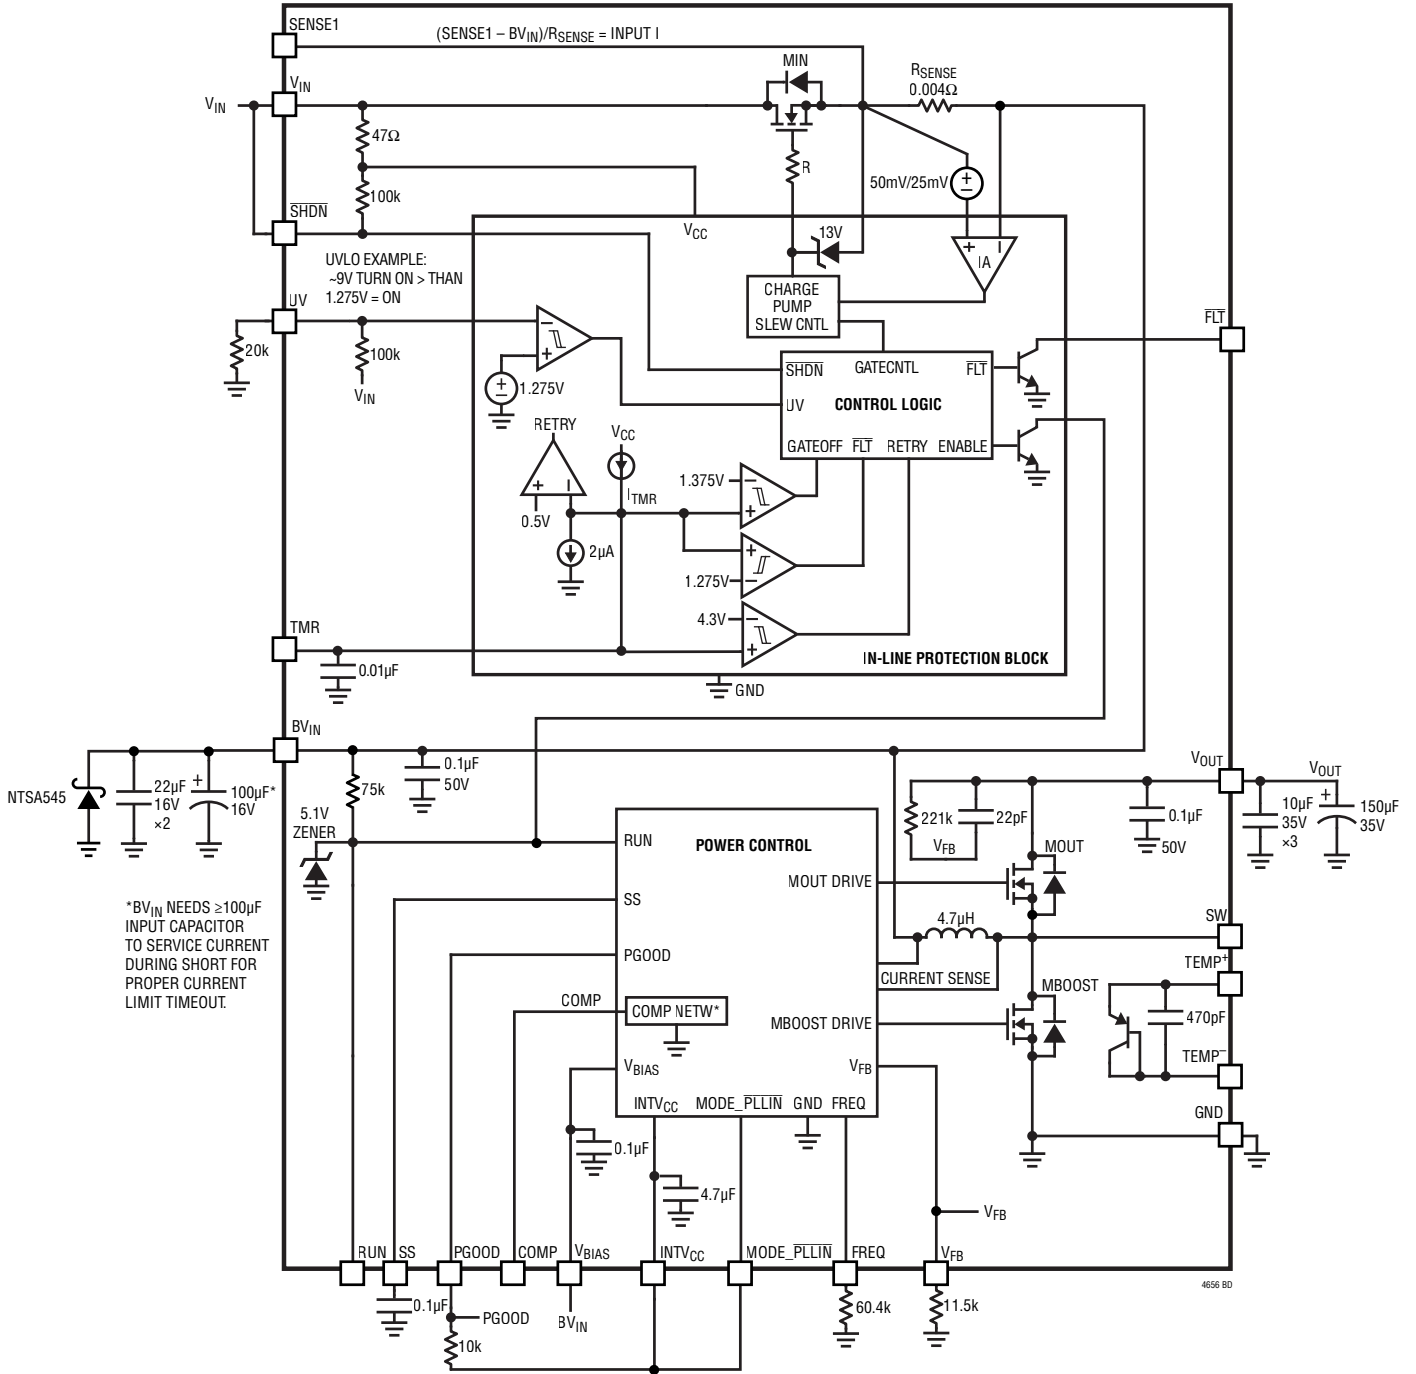 SENSE1
(SENSE1 – BVIN)/RSENSE = INPUT I
MIN
RSENSE
0.004Ω
VIN
VIN
47Ω
R
50mV/25mV
+
–
100k
SHDN
VCC
13V
+ –
IA
UVLO EXAMPLE:
~9V TURN ON > THAN
1.275V = ON
CHARGE
PUMP
SLEW CNTL
UV
20k
100k
VIN
–
+
+
–
1.275V
FLT
SHDN
GATECNTL
FLT
UV
CONTROL LOGIC
GATEOFF
FLT
RETRY
ENABLE
RETRY
VCC
+ –
0.5V
ITMR
2µA
1.375V
–
+
+
–
1.275V
4.3V
–
+
TMR
0.01µF
IN-LINE PROTECTION BLOCK
GND
BVIN
NTSA545
22µF
16V
×2
+
100µF*
16V
75k
0.1µF
50V
5.1V
ZENER
VOUT
VOUT
221k
22pF
VFB
0.1µF
50V
10µF
35V
×3
+
150µF
35V
RUN
POWER CONTROL
MOUT
MOUT DRIVE
*BVIN NEEDS ≥100µF
INPUT CAPACITOR
TO SERVICE CURRENT
DURING SHORT FOR
PROPER CURRENT
LIMIT TIMEOUT.
SS
PGOOD
4.7µH
SW
CURRENT SENSE
TEMP+
MBOOST
COMP
COMP NETW*
MBOOST DRIVE
470pF
TEMP–
VBIAS
VFB
INTVCC
MODE_PLLIN
GND
FREQ
GND
0.1µF
4.7µF
VFB
RUN
SS
PGOOD
COMP
VBIAS
INTVCC
MODE_PLLIN
FREQ
VFB
4656 BD
0.1µF
PGOOD
10k
BVIN
60.4k
11.5k